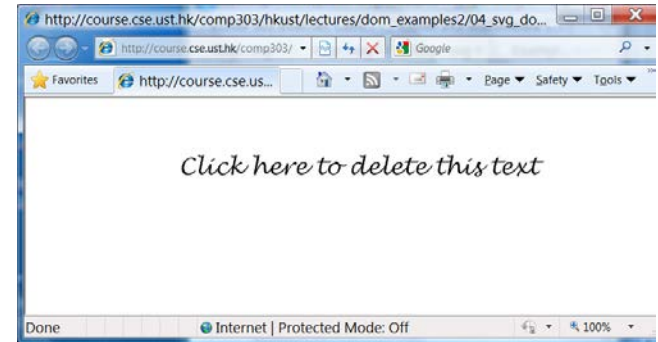 http://course.cse.ust.hk/comp303/hkust/lectures/dom_examples2/04_svg_do...
http://course.cse.ust.hk/comp303/ Google
Favorites http://course.cse.us... Page Safety Tools
Click here to delete this text
Done Internet | Protected Mode: Off 100%